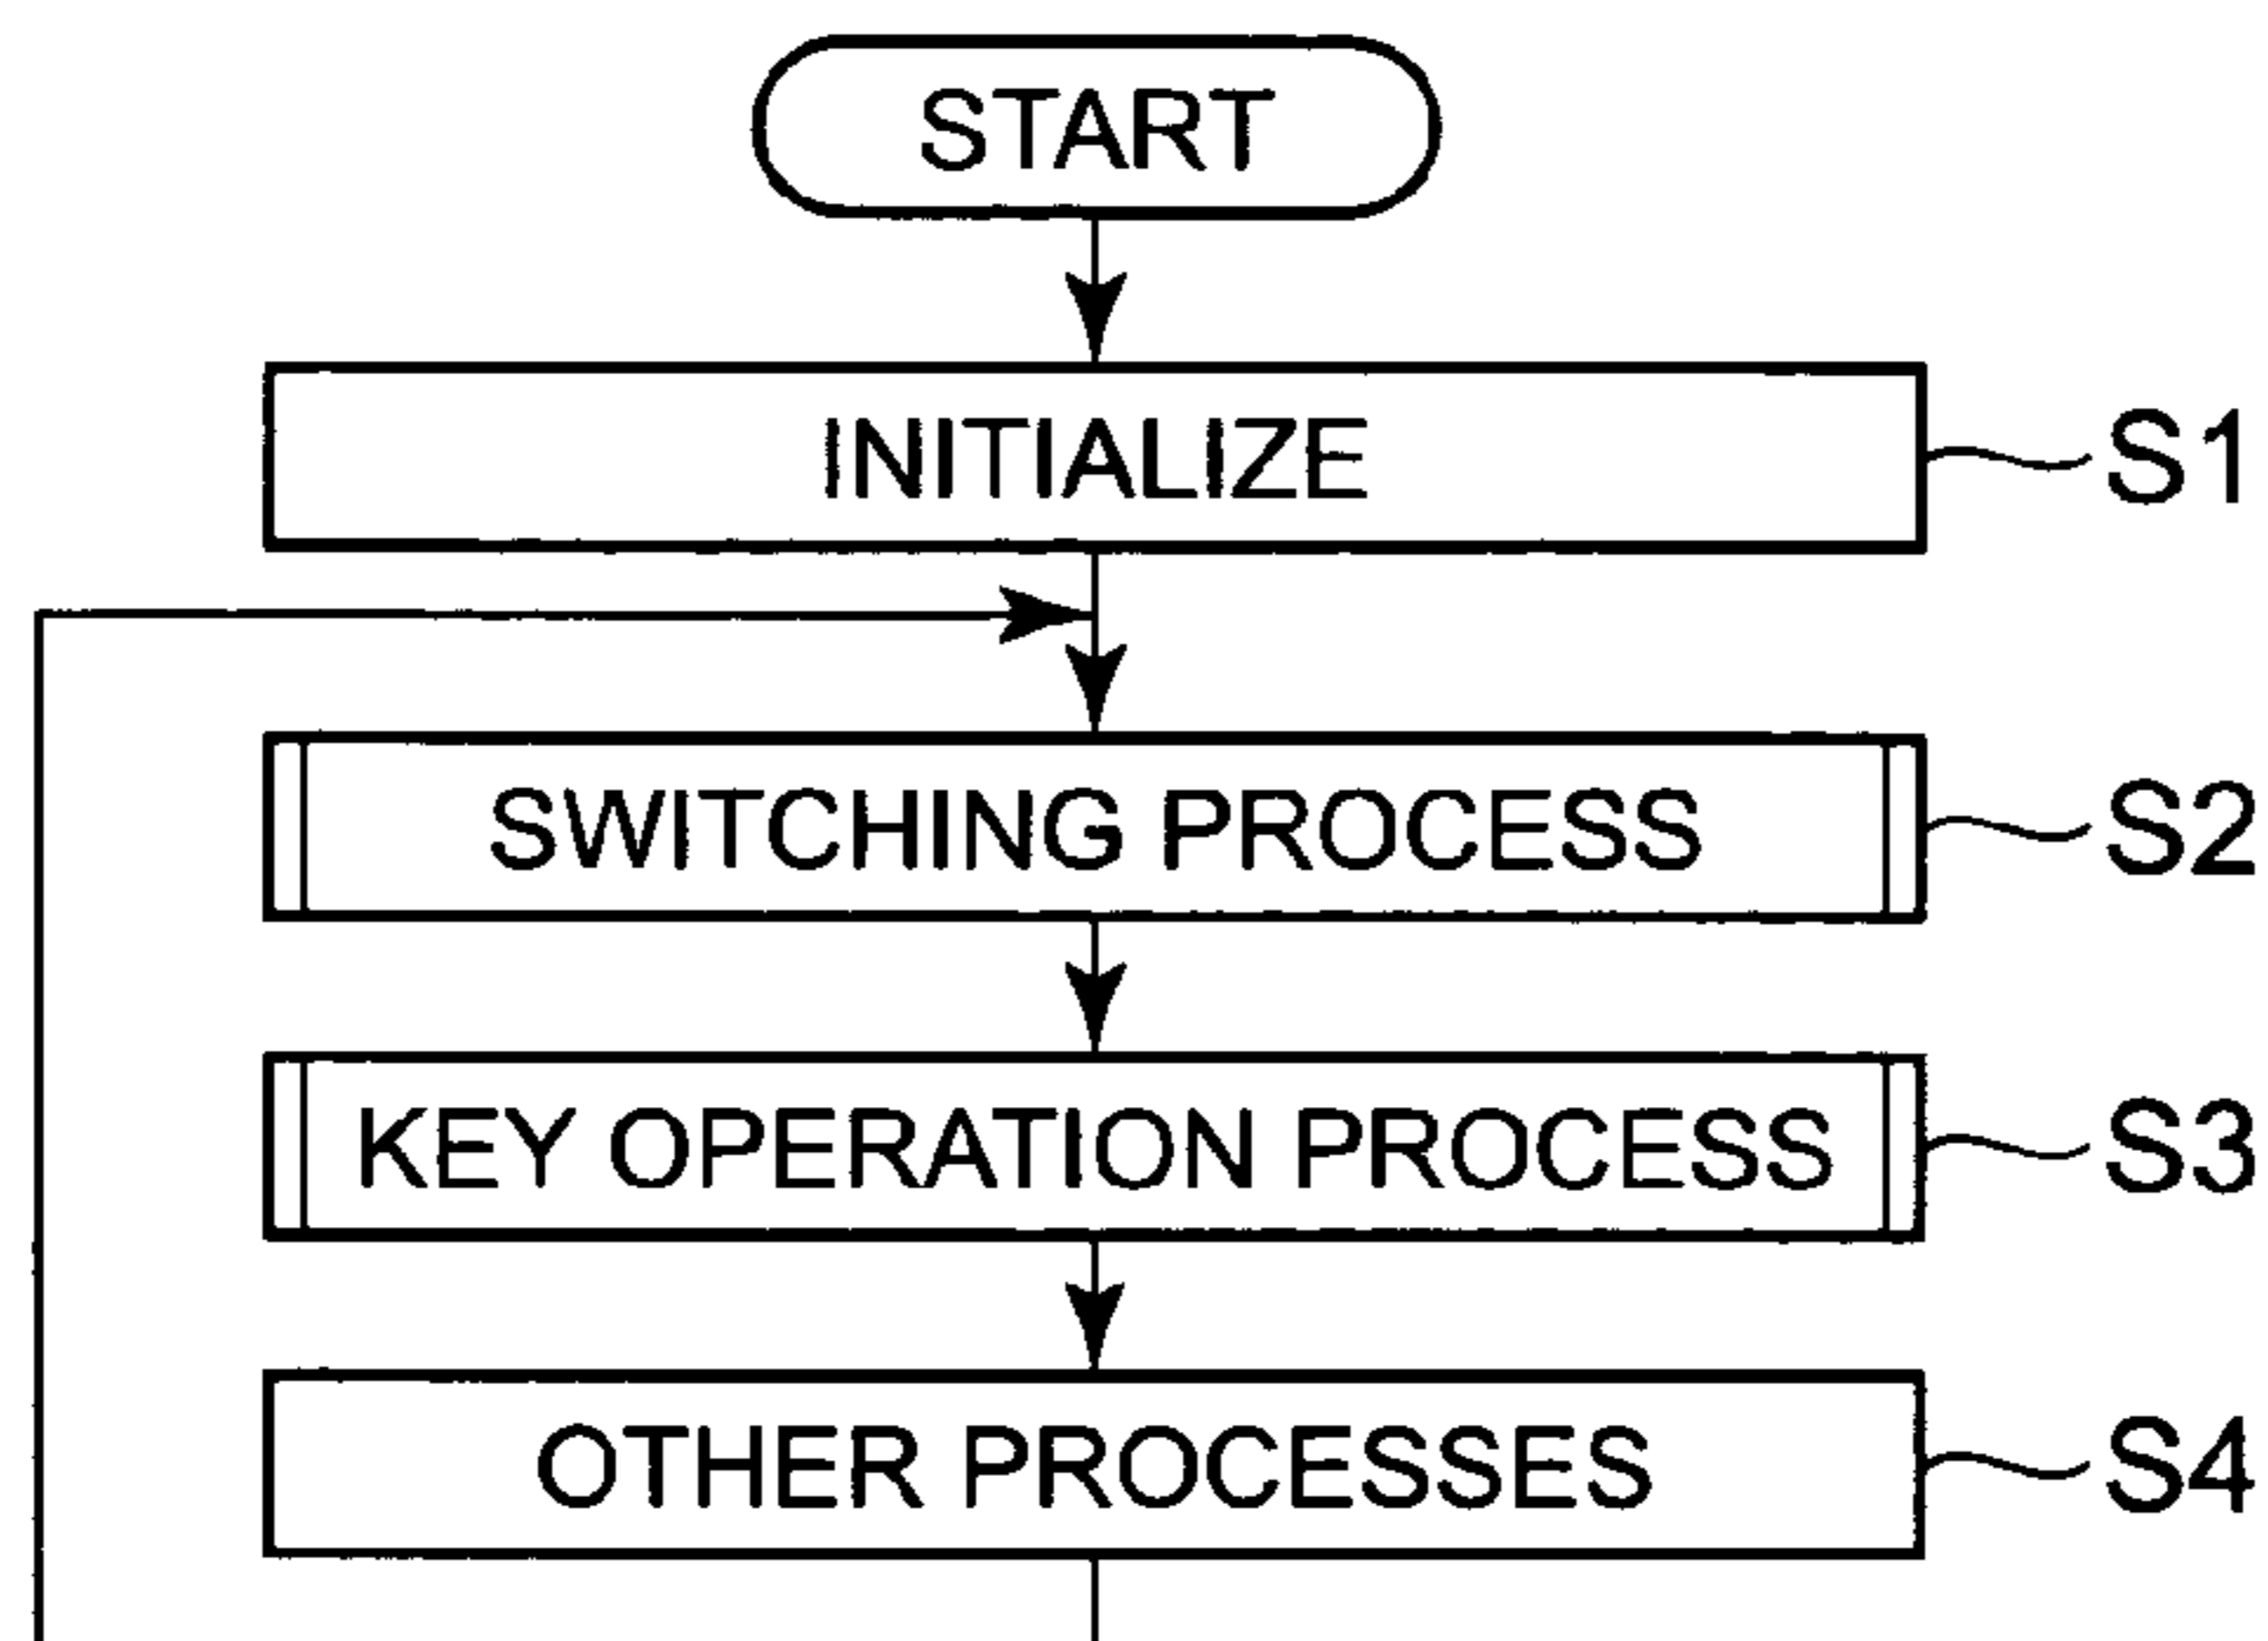 START
INITIALIZE S1
SWITCHING PROCESS S2
KEY OPERATION PROCESS S3
OTHER PROCESSES S4